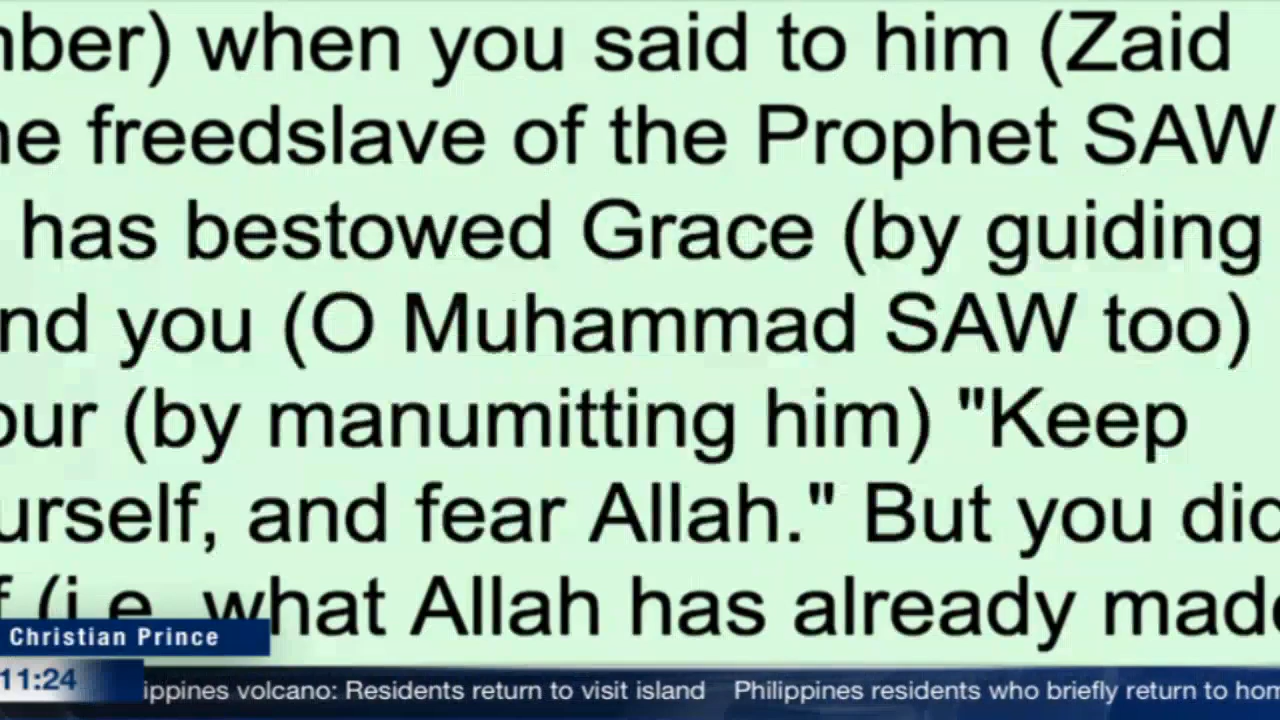 nber) when you said to him (Zaid
ne freedslave of the Prophet SAW
has bestowed Grace (by guiding
nd you (O Muhammad SAW too)
our (by manumitting him) "Keep
urself, and fear Allah." But you did
f (i.e. what Allah has already made
Christian Prince
11:24
ippines volcano: Residents return to visit island Philippines residents who briefly return to hom